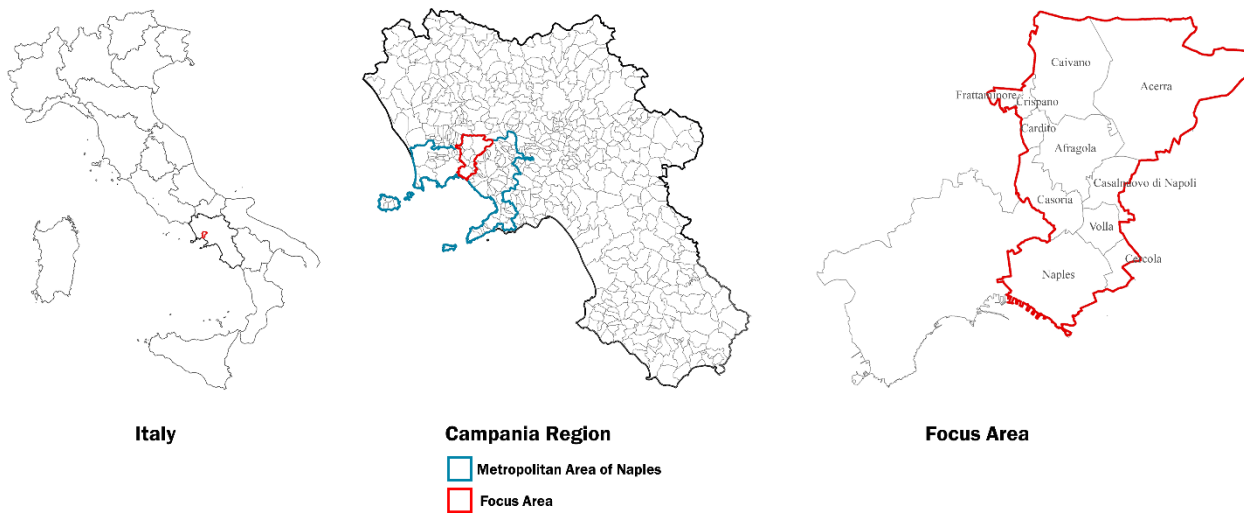 Caivano
Acerra
Frattaminore
Crispano
Cardito
Afragola
Casalnuovo di Napoli
Casoria
Volla
Cercola
Naples
Italy
Campania Region
Focus Area
Metropolitan Area of Naples
Focus Area